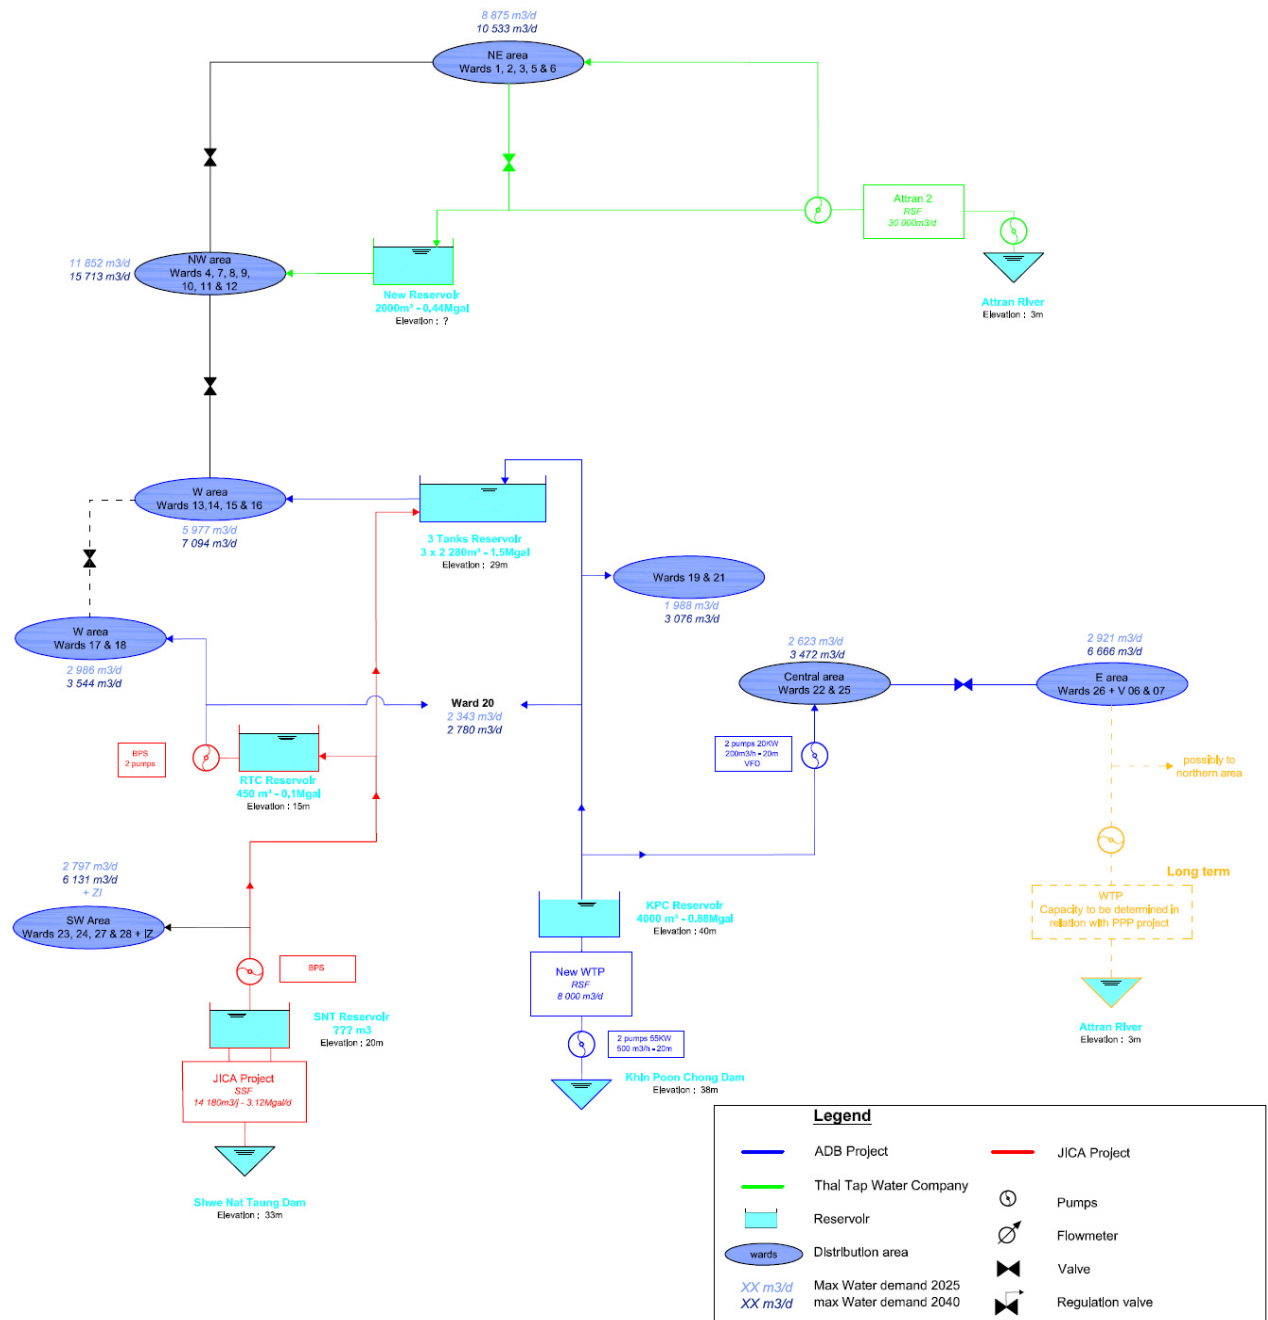 8 875 m3/d
10 533 m3/d
NE area
Wards 1, 2, 3, 5 & 6
Attran 2
RSF
30 000m3/d
11 852 m3/d
15 713 m3/d
NW area
Wards 4, 7, 8, 9,
10, 11 & 12
New Reservoir
2000m³ - 0.44Mgal
Elevation : ?
Attran River
Elevation : 3m
W area
Wards 13,14, 15 & 16
5 977 m3/d
7 094 m3/d
3 Tanks Reservoir
3 x 2 280m³ - 1.5Mgal
Elevation : 29m
Wards 19 & 21
1 988 m3/d
3 076 m3/d
W area
Wards 17 & 18
2 986 m3/d
3 544 m3/d
2 623 m3/d
3 472 m3/d
Central area
Wards 22 & 25
2 921 m3/d
6 666 m3/d
E area
Wards 26 + V 06 & 07
Ward 20
2 343 m3/d
2 780 m3/d
BPS
2 pumps
RTC Reservoir
450 m³ - 0.1Mgal
Elevation : 15m
2 pumps 20KW
200m3/h - 20m
VFD
possibly to
northern area
2 797 m3/d
6 131 m3/d
+ ZI
SW Area
Wards 23, 24, 27 & 28 + IZ
KPC Reservoir
4000 m³ - 0.88Mgal
Elevation : 40m
Long term
WTP
Capacity to be determined in
relation with PPP project
BPS
New WTP
RSF
8 000 m3/d
SNT Reservoir
??? m3
Elevation : 20m
2 pumps 55KW
500 m3/h - 20m
Attran River
Elevation : 3m
JICA Project
SSF
14 180m3/j - 3.12Mgal/d
Khin Poon Chong Dam
Elevation : 38m
Shwe Nat Taung Dam
Elevation : 33m
Legend
ADB Project
JICA Project
Thai Tap Water Company
Pumps
Reservoir
Flowmeter
wards
Distribution area
Valve
XX m3/d
Max Water demand 2025
XX m3/d
max Water demand 2040
Regulation valve